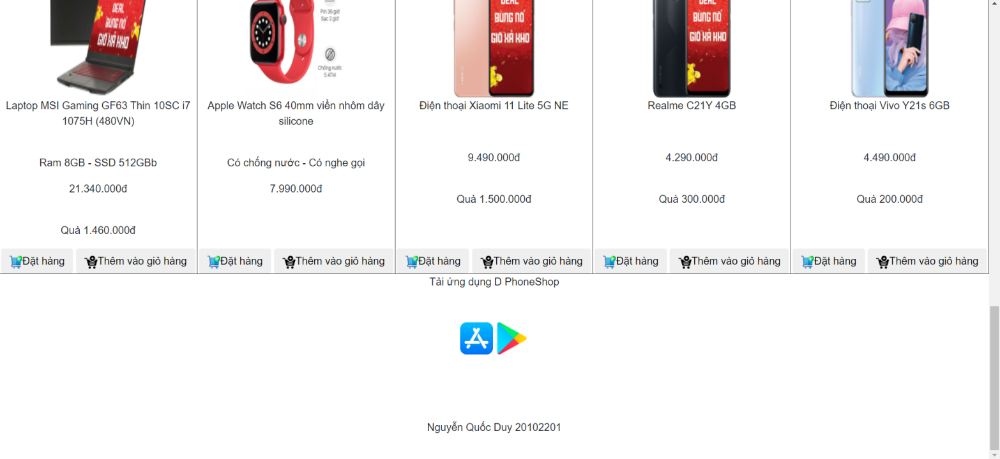 DEAL
BÙNG NỔ
GIỜ XẢ KHO
Pin 36 giờ
Sạc 2 giờ
Chống nước
5 ATM
DEAL
BÙNG NỔ
GIỜ XẢ KHO
DEAL
BÙNG NỔ
GIỜ XẢ KHO
Laptop MSI Gaming GF63 Thin 10SC i7
1075H (480VN)
Ram 8GB - SSD 512GBb
21.340.000đ
Quà 1.460.000đ
Đặt hàng
Thêm vào giỏ hàng
Apple Watch S6 40mm viền nhôm dây
silicone
Có chống nước - Có nghe gọi
7.990.000đ
Đặt hàng
Thêm vào giỏ hàng
Điện thoại Xiaomi 11 Lite 5G NE
9.490.000đ
Quà 1.500.000đ
Đặt hàng
Thêm vào giỏ hàng
Realme C21Y 4GB
4.290.000đ
Quà 300.000đ
Đặt hàng
Thêm vào giỏ hàng
Điện thoại Vivo Y21s 6GB
4.490.000đ
Quà 200.000đ
Đặt hàng
Thêm vào giỏ hàng
Tải ứng dụng D PhoneShop
Nguyễn Quốc Duy 20102201